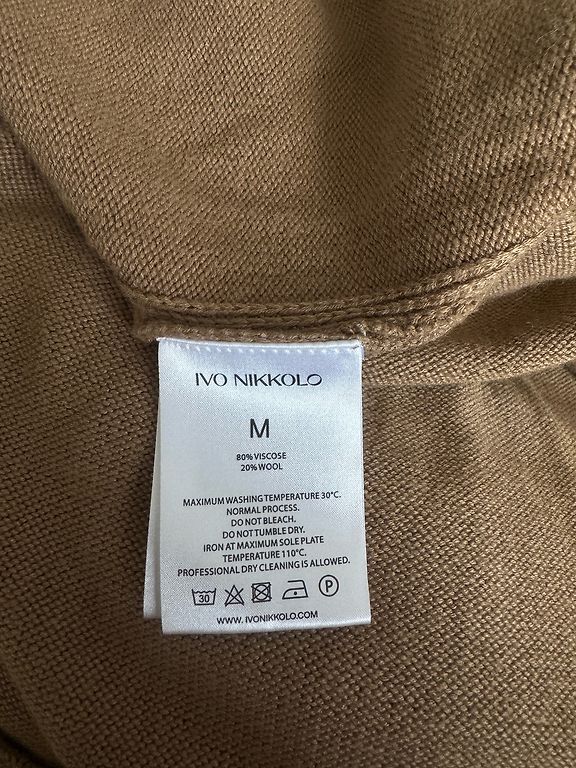 IVO NIKKOLO
M
80% VISCOSE
20% WOOL
MAXIMUM WASHING TEMPERATURE 30°C.
NORMAL PROCESS.
DO NOT BLEACH.
DO NOT TUMBLE DRY.
IRON AT MAXIMUM SOLE PLATE
TEMPERATURE 110°C.
PROFESSIONAL DRY CLEANING IS ALLOWED.
30 P
WWW. IVONIKKOLO.COM